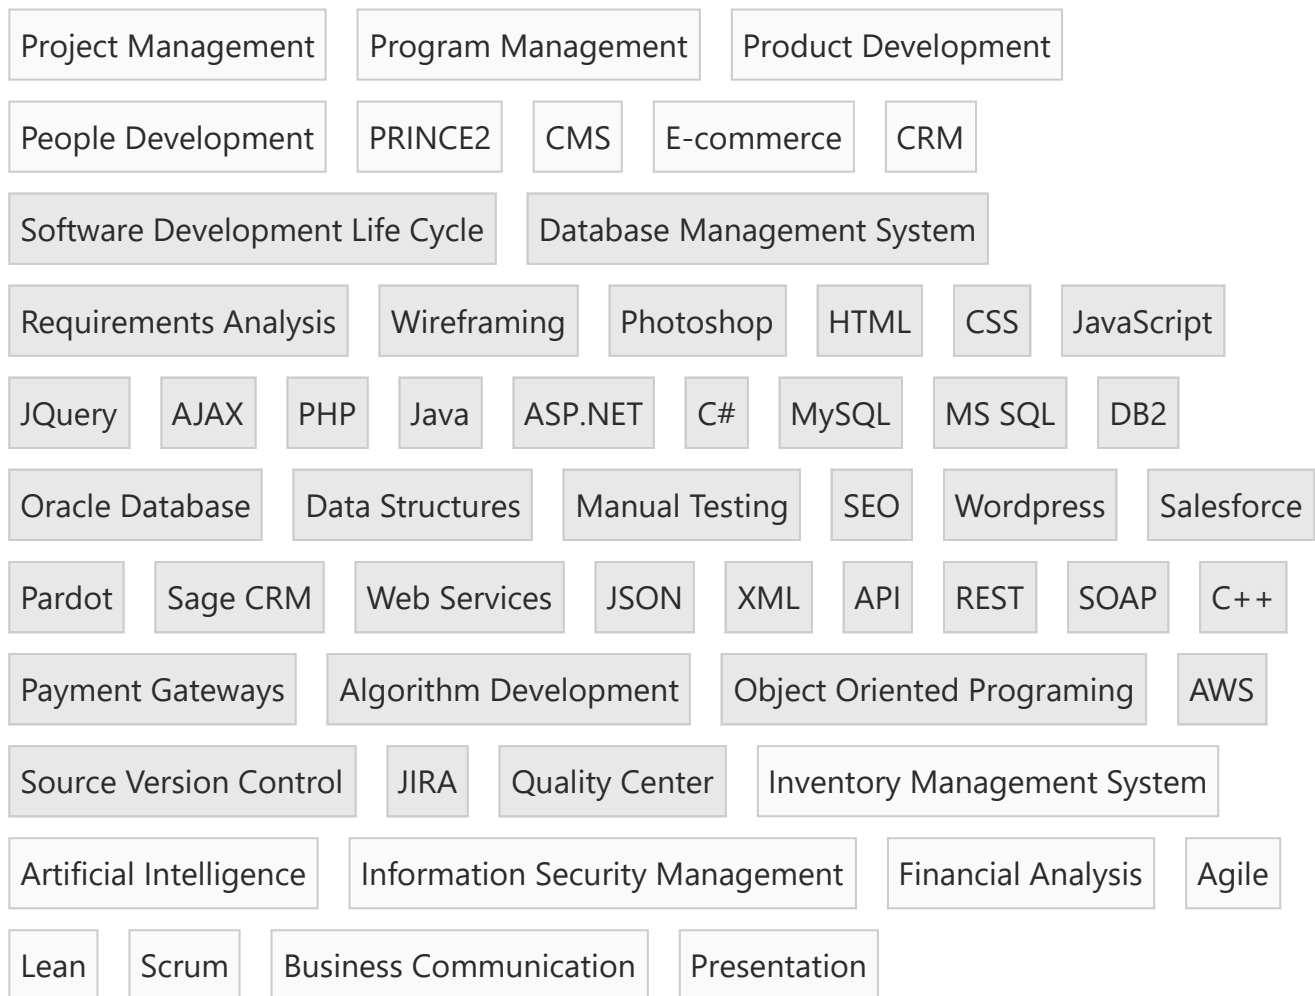 Project Management Program Management Product Development
People Development PRINCE2 CMS E-commerce CRM
Software Development Life Cycle Database Management System
Requirements Analysis Wireframing Photoshop HTML CSS JavaScript
JQuery AJAX PHP Java ASP.NET C# MySQL MS SQL DB2
Oracle Database Data Structures Manual Testing SEO Wordpress Salesforce
Pardot Sage CRM Web Services JSON XML API REST SOAP C++
Payment Gateways Algorithm Development Object Oriented Programing AWS
Source Version Control JIRA Quality Center Inventory Management System
Artificial Intelligence Information Security Management Financial Analysis Agile
Lean Scrum Business Communication Presentation